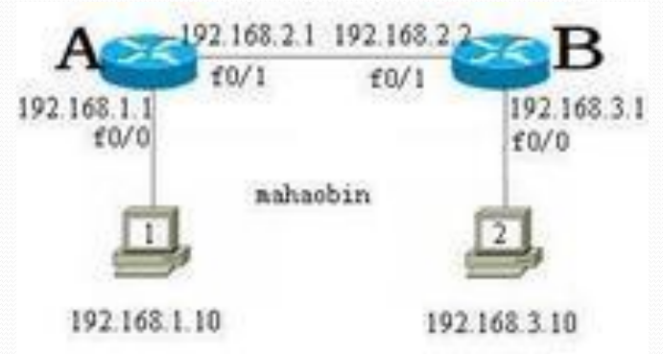 A 192.168.2.1 192.168.2.2 B
f0/1 f0/1
192.168.1.1 192.168.3.1
f0/0 f0/0
mahaobin
1 2
192.168.1.10 192.168.3.10